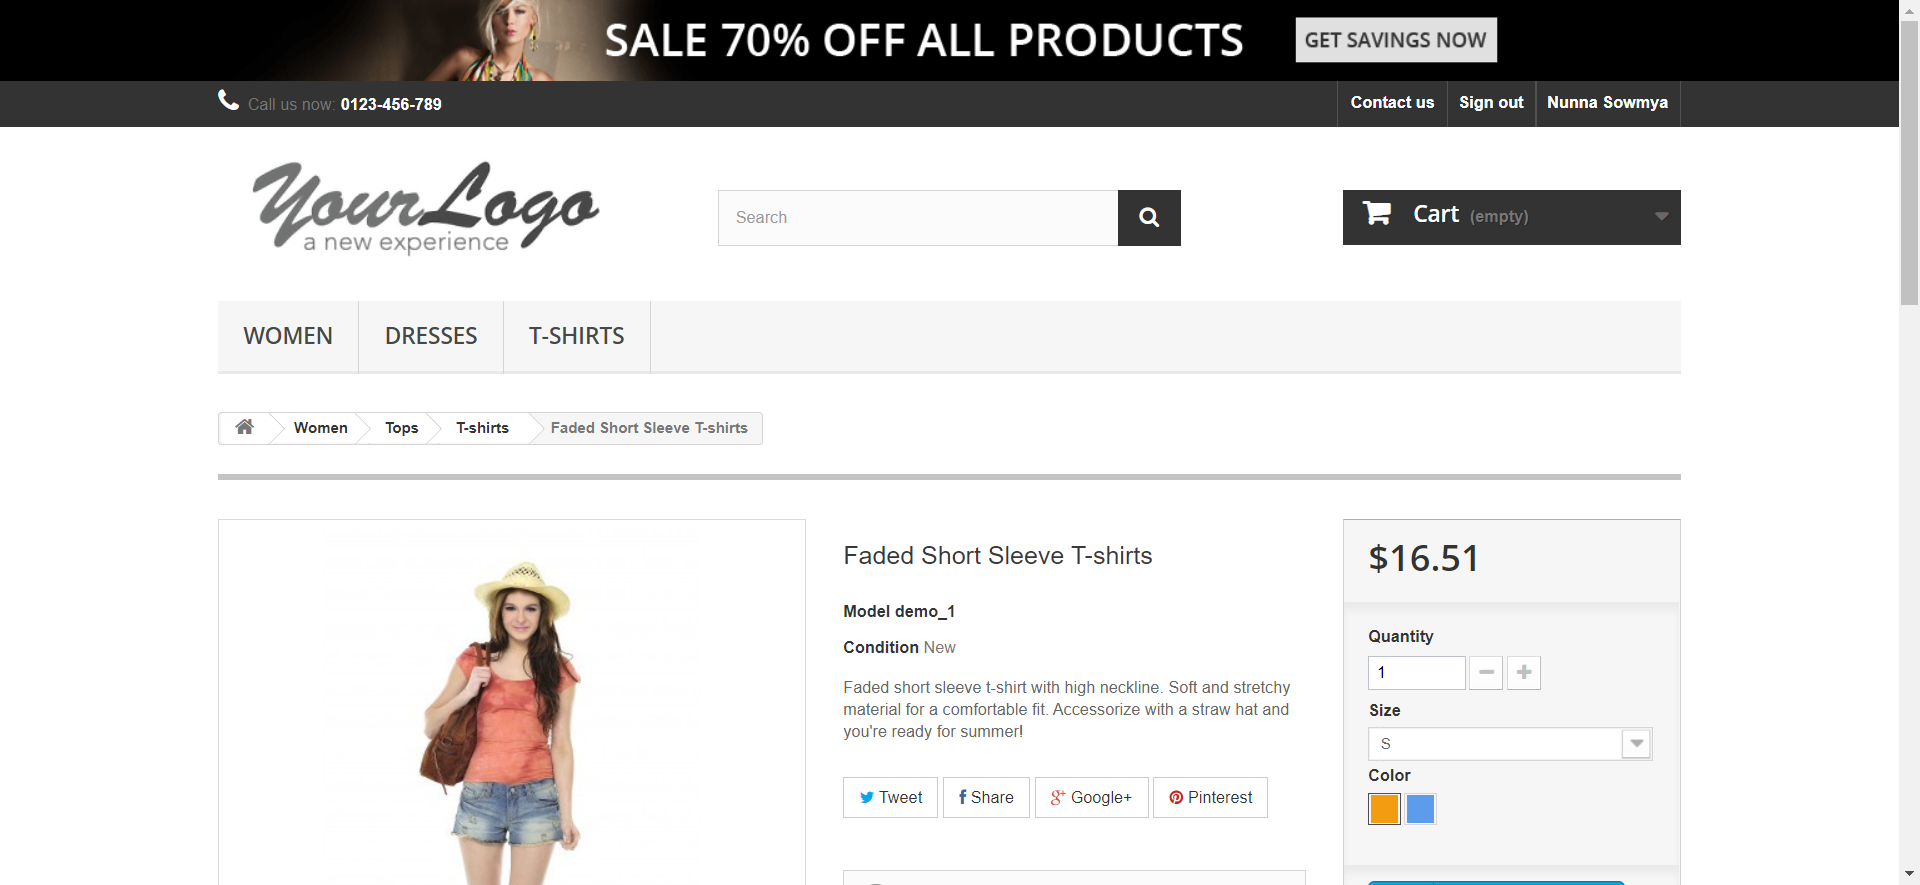 SALE 70% OFF ALL PRODUCTS
GET SAVINGS NOW
Call us now: 0123-456-789
Contact us
Sign out
Nunna Sowmya
Your Logo
a new experience
Search
Cart (empty)
WOMEN
DRESSES
T-SHIRTS
Women
Tops
T-shirts
Faded Short Sleeve T-shirts
Faded Short Sleeve T-shirts
Model demo_1
Condition New
Faded short sleeve t-shirt with high neckline. Soft and stretchy
material for a comfortable fit. Accessorize with a straw hat and
you're ready for summer!
Tweet
Share
Google+
Pinterest
$16.51
Quantity
1
Size
S
Color